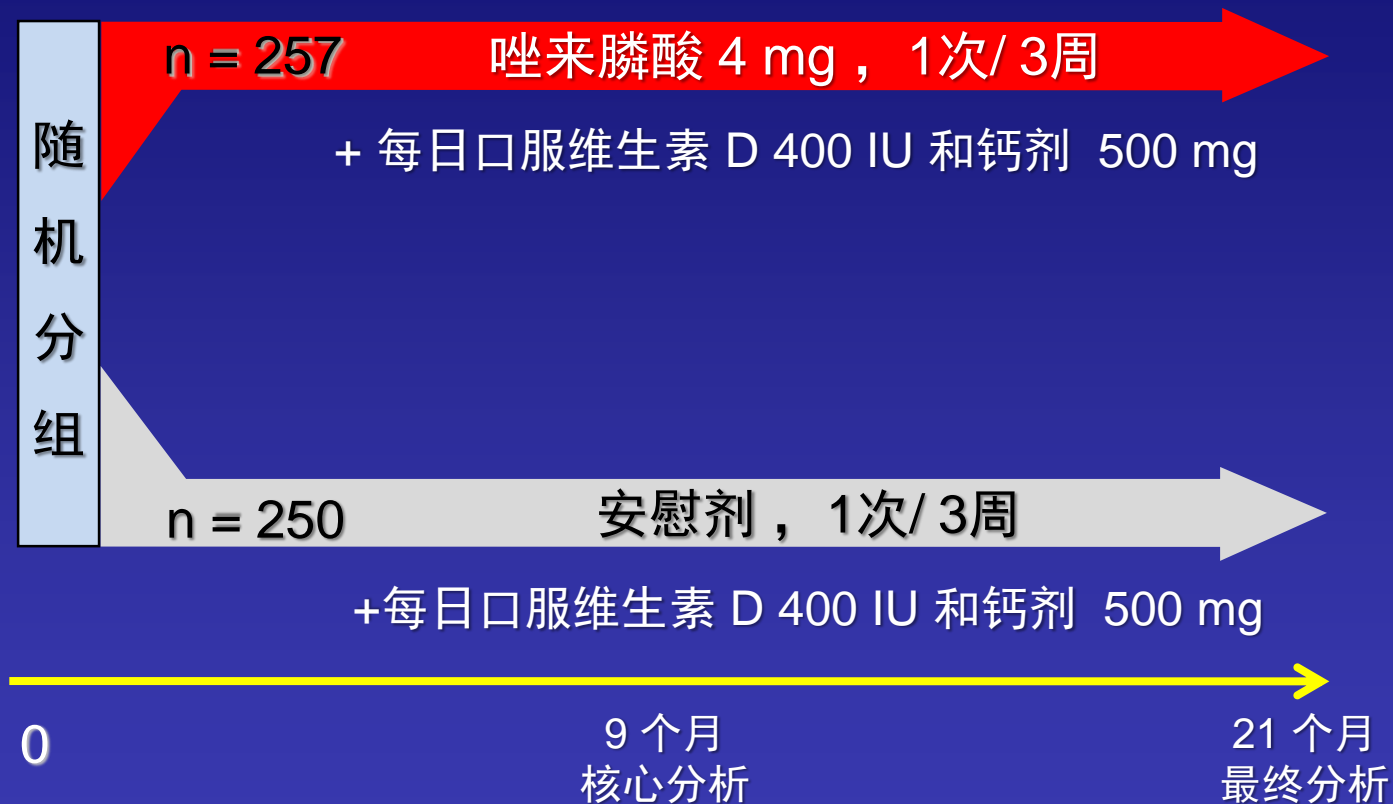 随
机
分
组
n = 257
唑来膦酸 4 mg ，1次/ 3周
+ 每日口服维生素 D 400 IU 和钙剂 500 mg
n = 250
安慰剂 ，1次/ 3周
+每日口服维生素 D 400 IU 和钙剂 500 mg
0
9 个月
核心分析
21 个月
最终分析